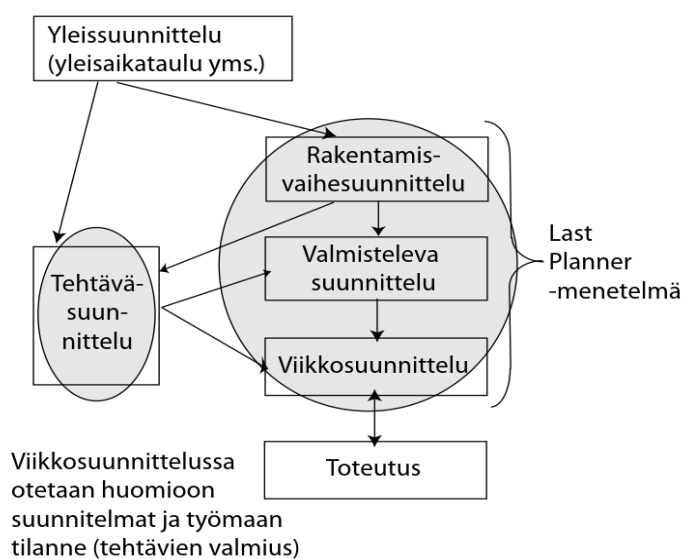 Yleissuunnittelu
(yleisaikataulu yms.)
Rakentamis-
vaihesuunnittelu
Valmisteleva
suunnittelu
Viikkosuunnittelu
Toteutus
Tehtävä-
suun-
nittelu
Last
Planner
-menetelmä
Viikkosuunnittelussa
otetaan huomioon
suunnitelmat ja työmaan
tilanne (tehtävien valmius)